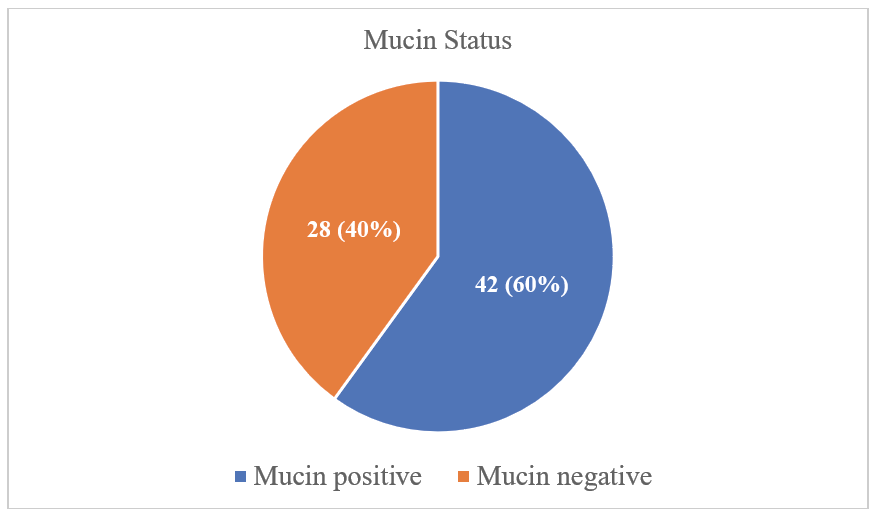 Mucin Status
28 (40%)
42 (60%)
Mucin positive
Mucin negative